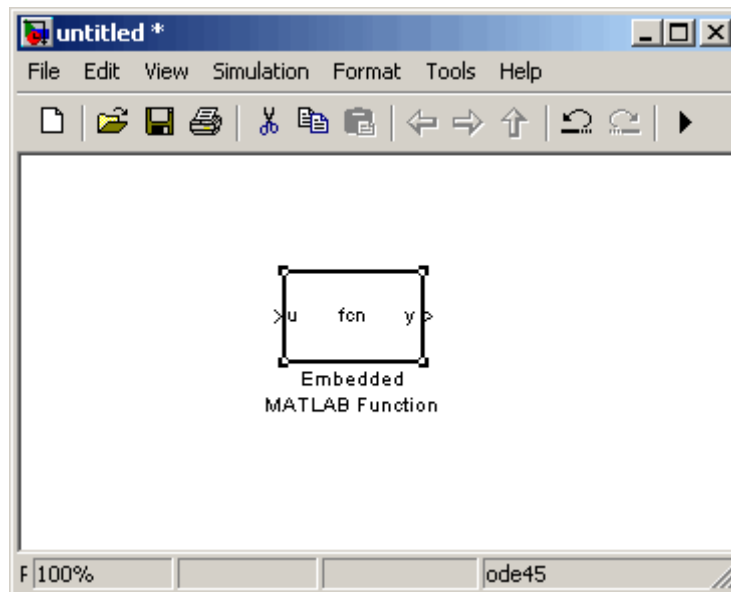 untitled *
File Edit View Simulation Format Tools Help
u fcn y
Embedded
MATLAB Function
F 100% ode45